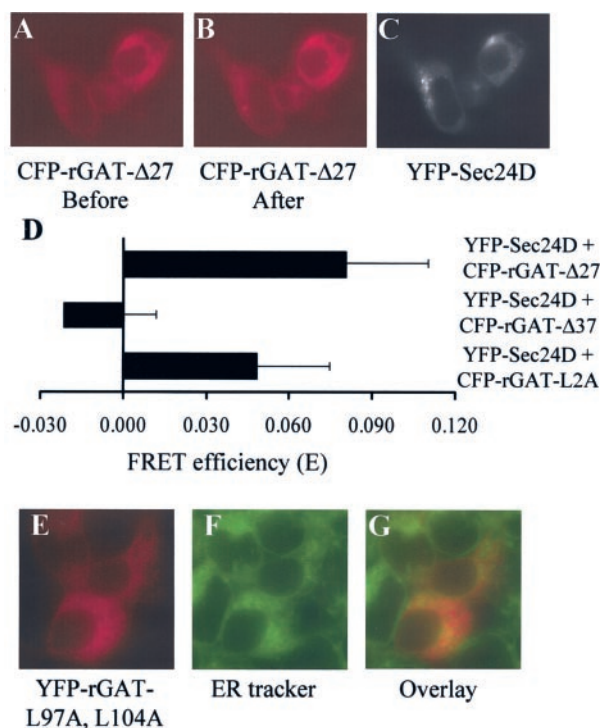 A B C
CFP-rGAT-Δ27 CFP-rGAT-Δ27 YFP-Sec24D
Before After
D
YFP-Sec24D +
CFP-rGAT-Δ27
YFP-Sec24D +
CFP-rGAT-Δ37
YFP-Sec24D +
CFP-rGAT-L2A
-0.030 0.000 0.030 0.060 0.090 0.120
FRET efficiency (E)
E F G
YFP-rGAT- ER tracker Overlay
L97A, L104A